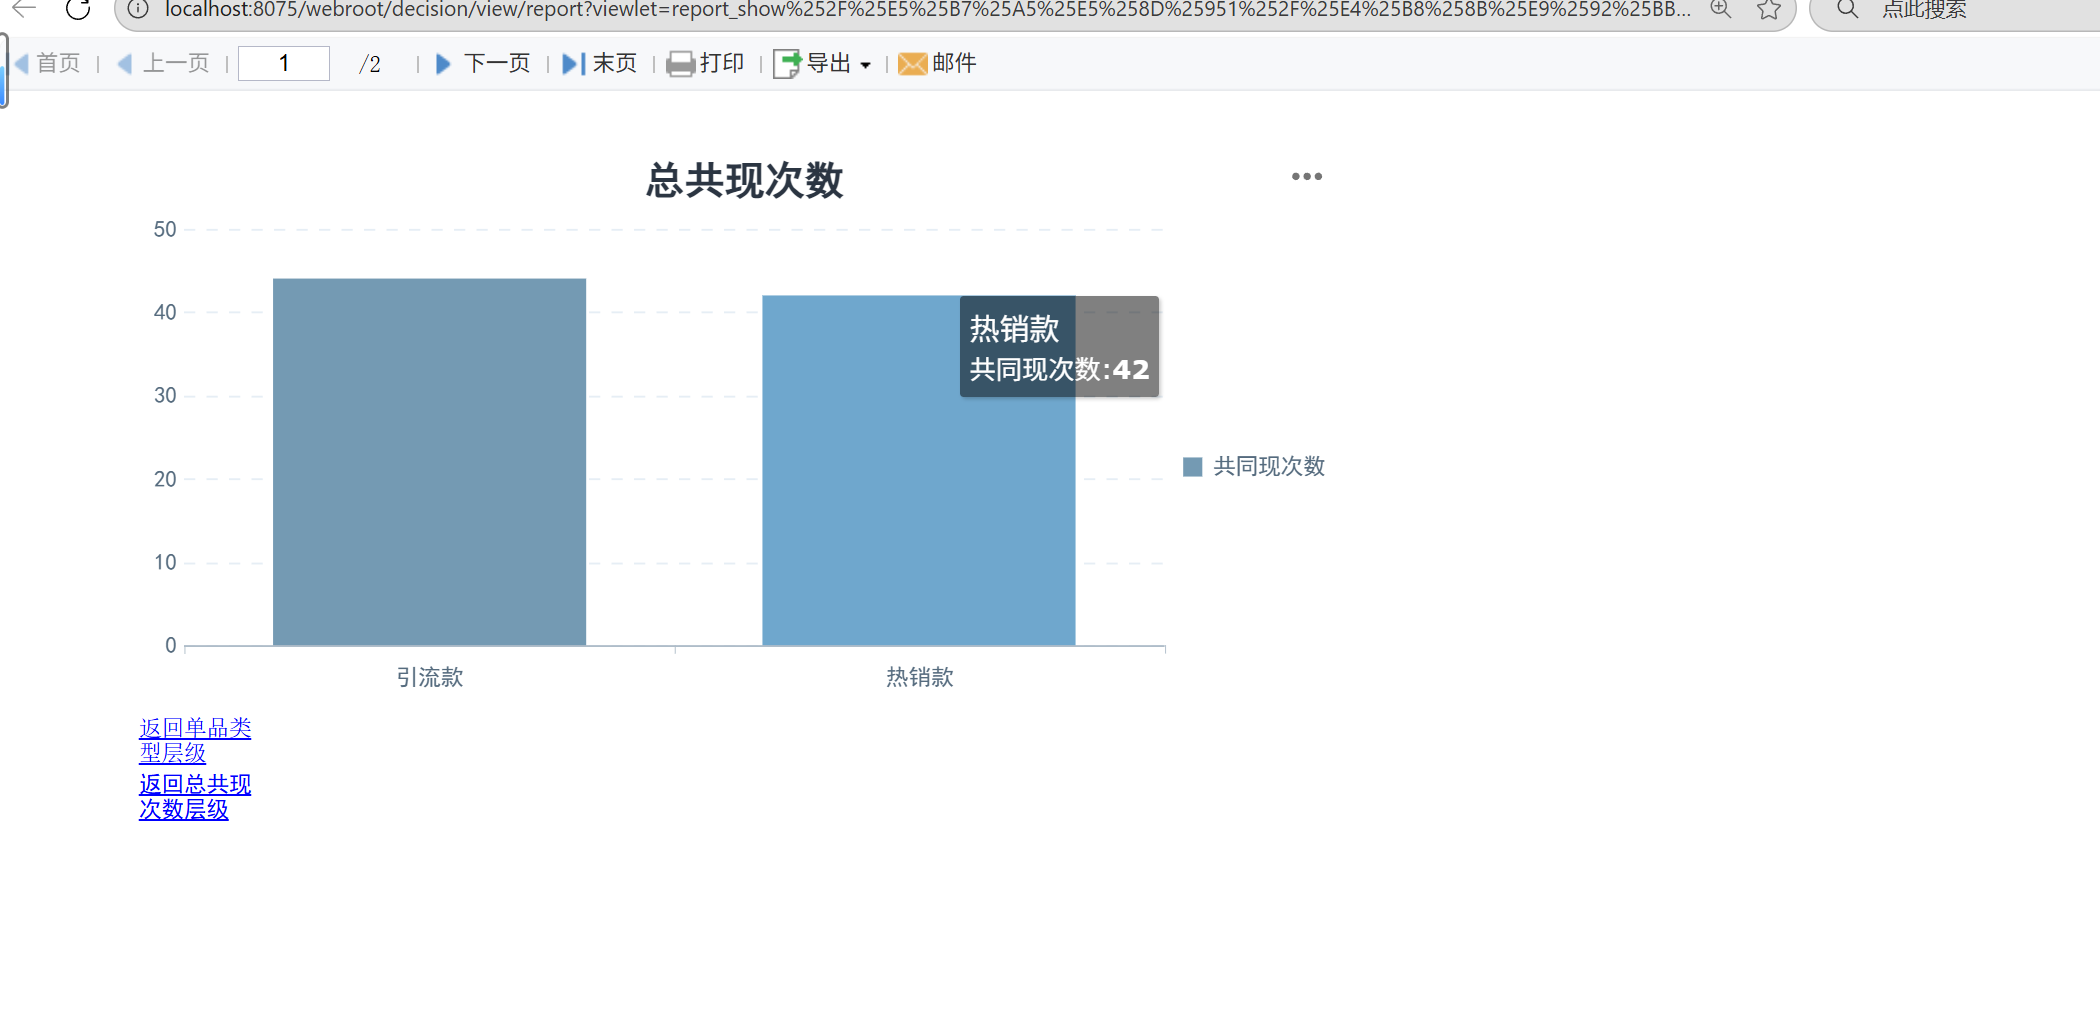 localhost:8075/webroot/decision/view/report?viewlet=report_show%252F%25E5%25B7%25A5%25E5%258D%25951%252F%25E4%25B8%258B%25E9%2592%25BB...
点此搜索
首页 | 上一页 | 1 /2 | 下一页 | 末页 | 打印 | 导出 | 邮件
总共现次数
50
40
30
20
10
0
热销款
共同现次数:42
共同现次数
引流款
热销款
返回单品类
型层级
返回总共现
次数层级